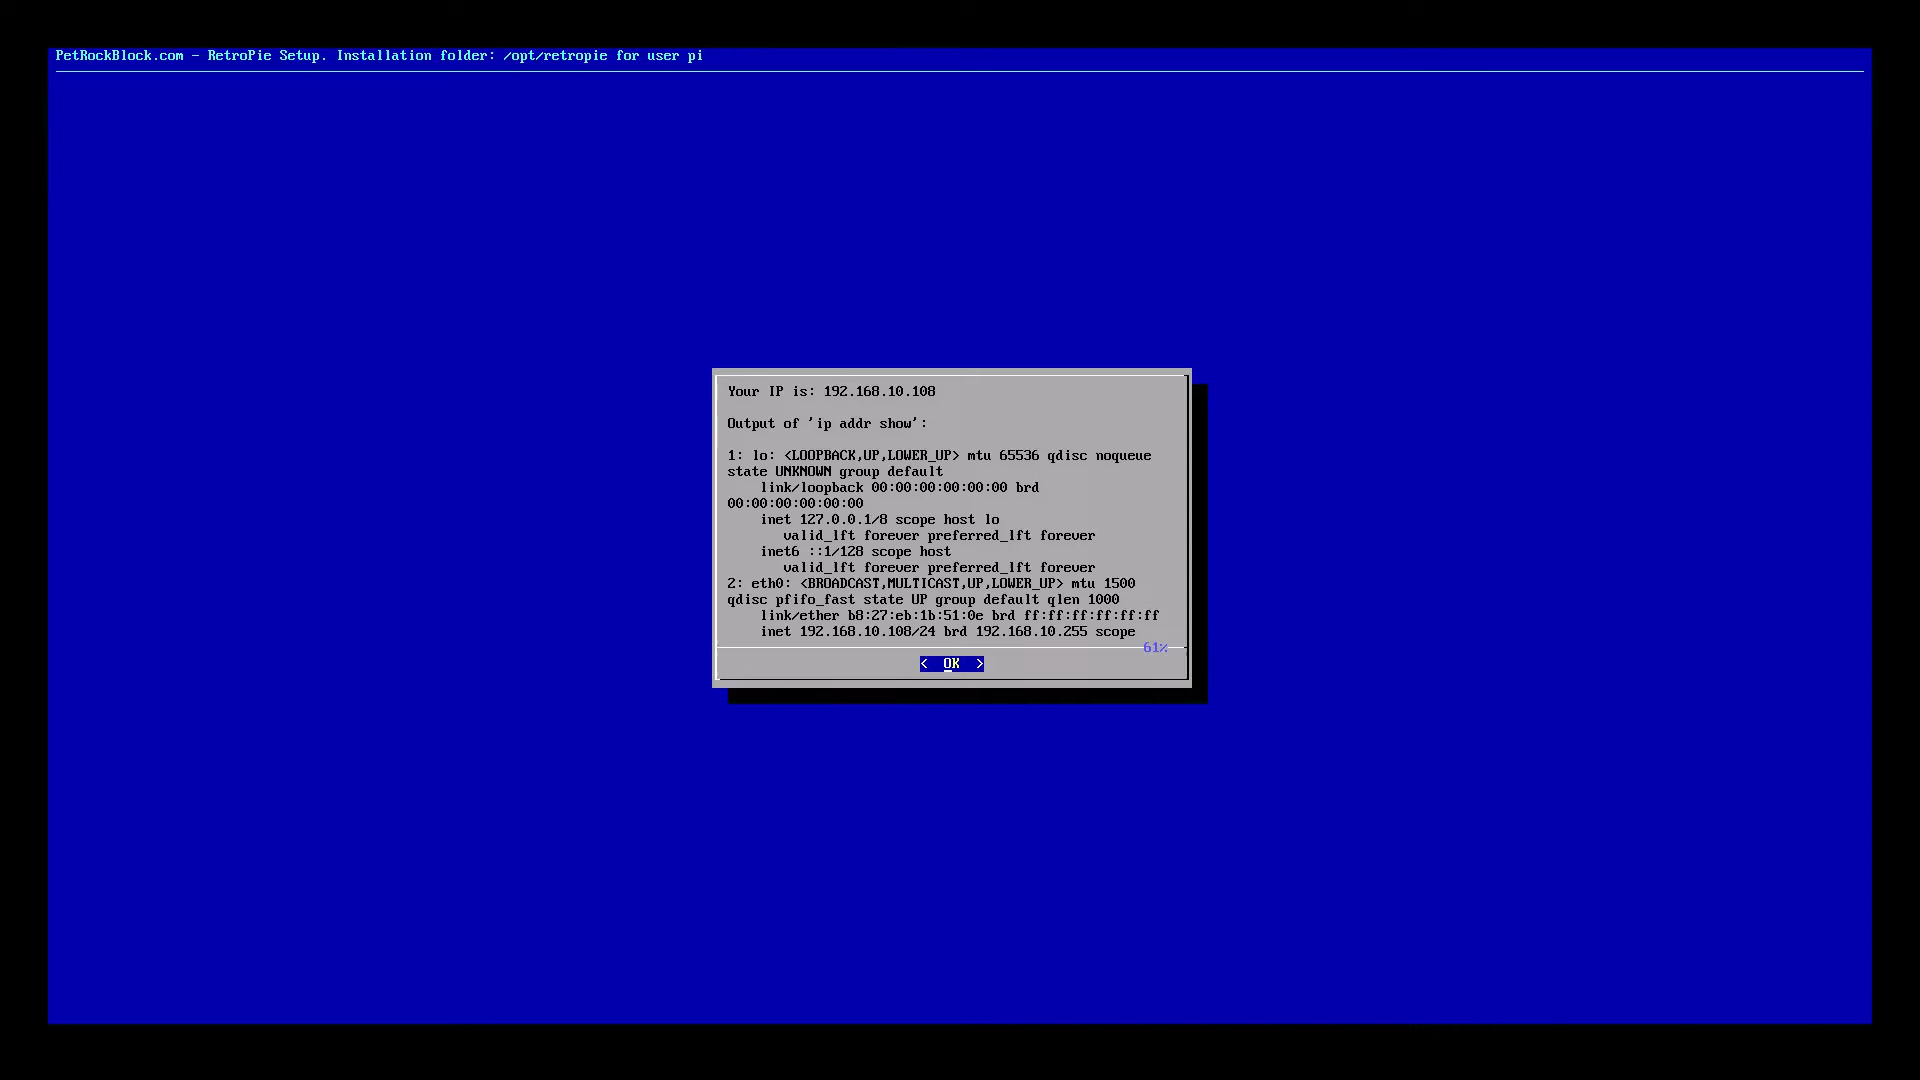 PetRockBlock.com - RetroPie Setup. Installation folder: /opt/retropie for user pi
Your IP is: 192.168.10.108
Output of 'ip addr show':
1: lo: <LOOPBACK,UP,LOWER_UP> mtu 65536 qdisc noqueue
state UNKNOWN group default
link/loopback 00:00:00:00:00:00 brd
00:00:00:00:00:00
inet 127.0.0.1/8 scope host lo
valid_lft forever preferred_lft forever
inet6 ::1/128 scope host
valid_lft forever preferred_lft forever
2: eth0: <BROADCAST,MULTICAST,UP,LOWER_UP> mtu 1500
qdisc pfifo_fast state UP group default qlen 1000
link/ether b8:27:eb:1b:51:0e brd ff:ff:ff:ff:ff:ff
inet 192.168.10.108/24 brd 192.168.10.255 scope
61%
< OK >